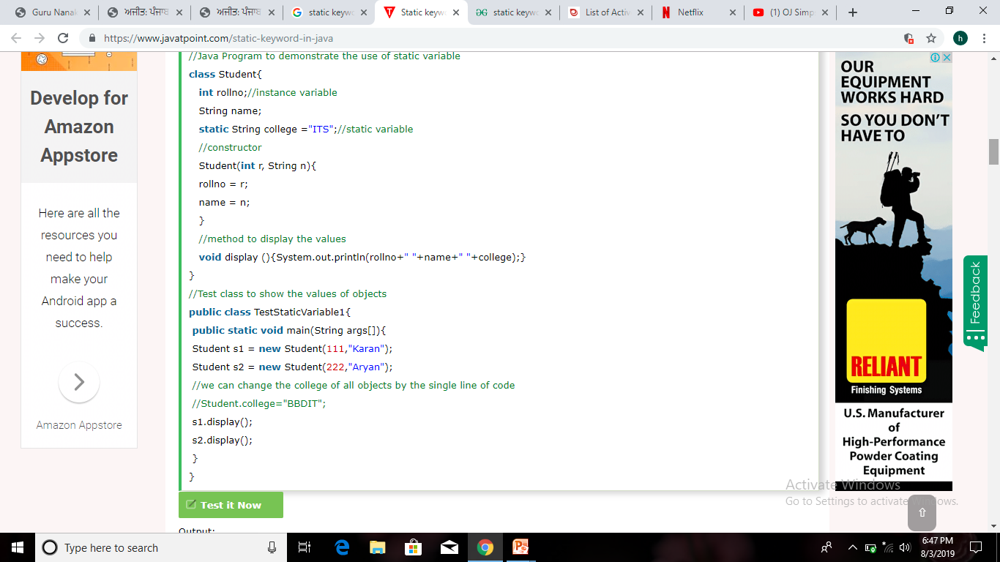 Guru Nanak
ਅਜੀਤ: ਪੰਜਾਬ
ਅਜੀਤ: ਪੰਜਾਬ
static keyw
Static keyw
static keyw
List of Activ
Netflix
(1) OJ Simp
https://www.javatpoint.com/static-keyword-in-java
h
Develop for
Amazon
Appstore
Here are all the
resources you
need to help
make your
Android app a
success.
Amazon Appstore
//Java Program to demonstrate the use of static variable
class Student{
int rollno;//instance variable
String name;
static String college ="ITS";//static variable
//constructor
Student(int r, String n){
rollno = r;
name = n;
}
//method to display the values
void display (){System.out.println(rollno+" "+name+" "+college);}
}
//Test class to show the values of objects
public class TestStaticVariable1{
public static void main(String args[]){
Student s1 = new Student(111,"Karan");
Student s2 = new Student(222,"Aryan");
//we can change the college of all objects by the single line of code
//Student.college="BBDIT";
s1.display();
s2.display();
}
}
Test it Now
Output:
OUR
EQUIPMENT
WORKS HARD
SO YOU DON'T
HAVE TO
RELIANT
Finishing Systems
U.S. Manufacturer
of
High-Performance
Powder Coating
Equipment
Feedback
Activate Windows
Go to Settings to activate Windows.
Type here to search
6:47 PM
8/3/2019